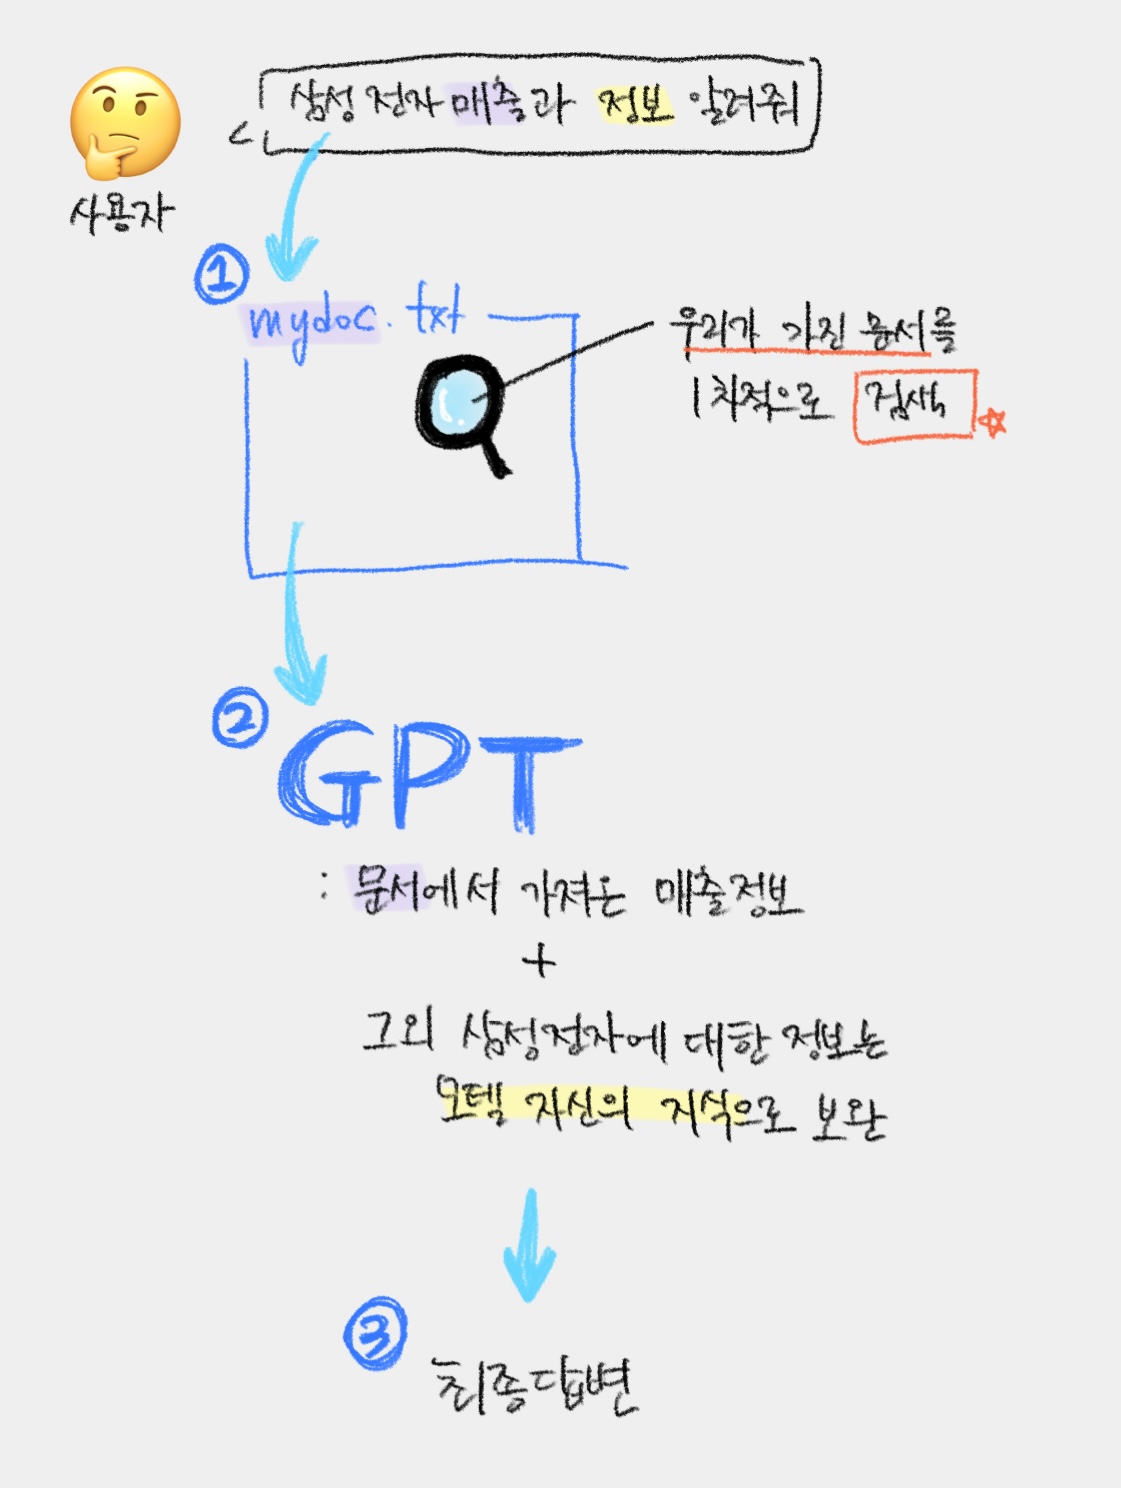 삼성전자 매출과 정보 알려줘
사용자
1
mydoc.txt
우리가 가진 문서를
1차적으로 검색
2
GPT
: 문서에서 가져온 매출정보
+
그외 삼성전자에 대한 정보는
모델 자신의 지식으로 보완
3
최종답변